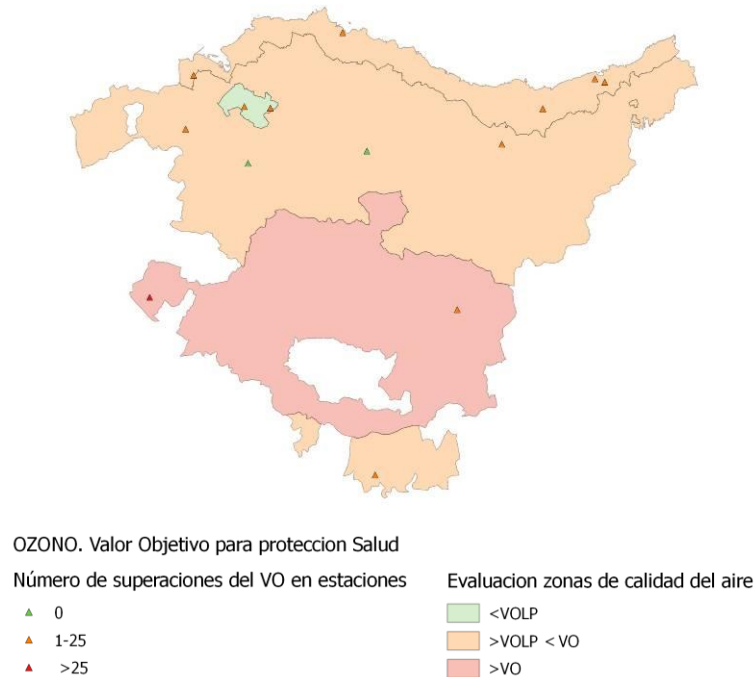 OZONO. Valor Objetivo para proteccion Salud
Número de superaciones del VO en estaciones
0
1-25
>25
Evaluacion zonas de calidad del aire
<VOLP
>VOLP < VO
>VO